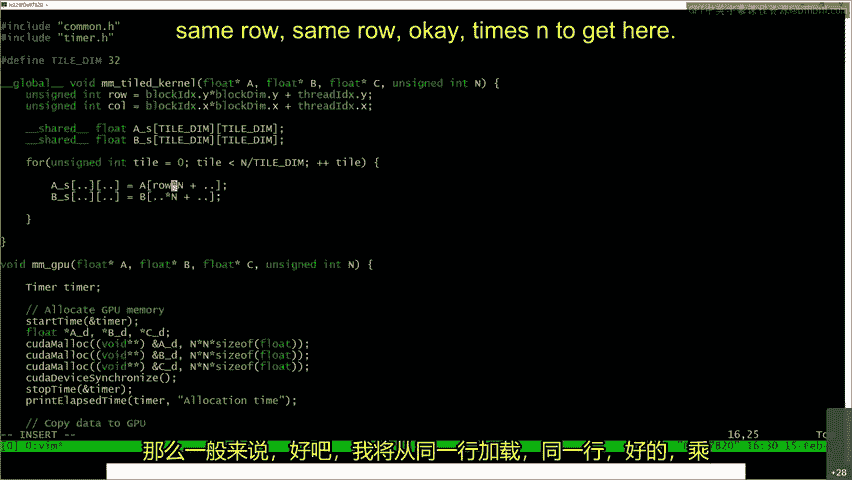 same row, same row, okay, times n to get here.
#include "common.h"
#include "timer.h"
#define TILE_DIM 32
__global__ void mm_tiled_kernel(float* A, float* B, float* C, unsigned int N) {
unsigned int row = blockIdx.y*blockDim.y + threadIdx.y;
unsigned int col = blockIdx.x*blockDim.x + threadIdx.x;
__shared__ float A_s[TILE_DIM][TILE_DIM];
__shared__ float B_s[TILE_DIM][TILE_DIM];
for(unsigned int tile = 0; tile < N/TILE_DIM; ++ tile) {
A_s[..][..] = A[row*N + ..];
B_s[..][..] = B[..*N + ..];
}
}
void mm_gpu(float* A, float* B, float* C, unsigned int N) {
Timer timer;
// Allocate GPU memory
startTime(&timer);
float *A_d, *B_d, *C_d;
cudaMalloc((void**) &A_d, N*N*sizeof(float));
cudaMalloc((void**) &B_d, N*N*sizeof(float));
cudaMalloc((void**) &C_d, N*N*sizeof(float));
cudaDeviceSynchronize();
stopTime(&timer);
printElapsedTime(timer, "Allocation time");
// Copy data to GPU
-- INSERT --
16,25
那么一般来说，好吧，我将从同一行加载，同一行，好的，乘
+28